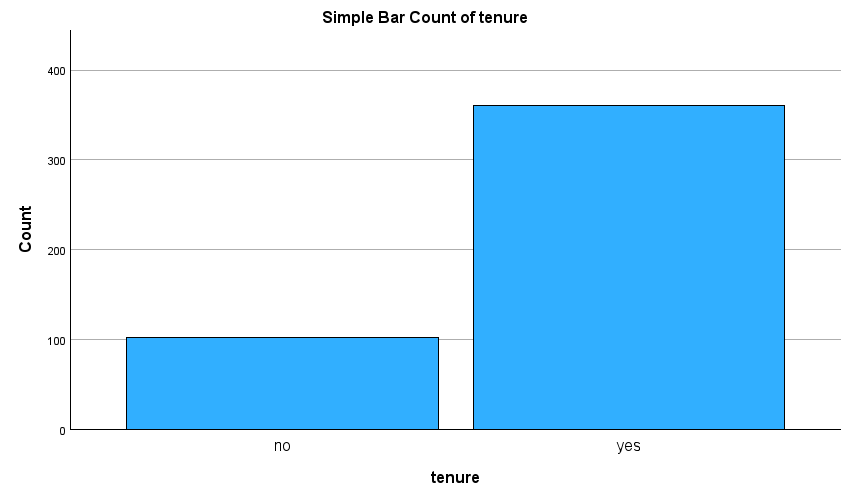 Simple Bar Count of tenure
400
300
200
100
0
Count
no yes
tenure